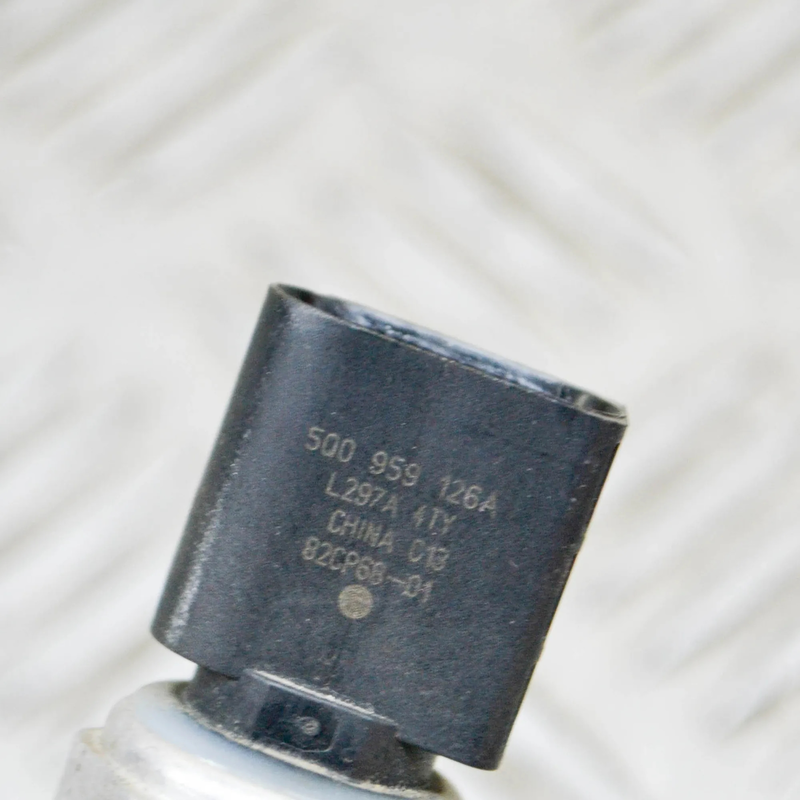 5Q0 959 126A
L297A 4TY
CHINA C13
82CP68-01